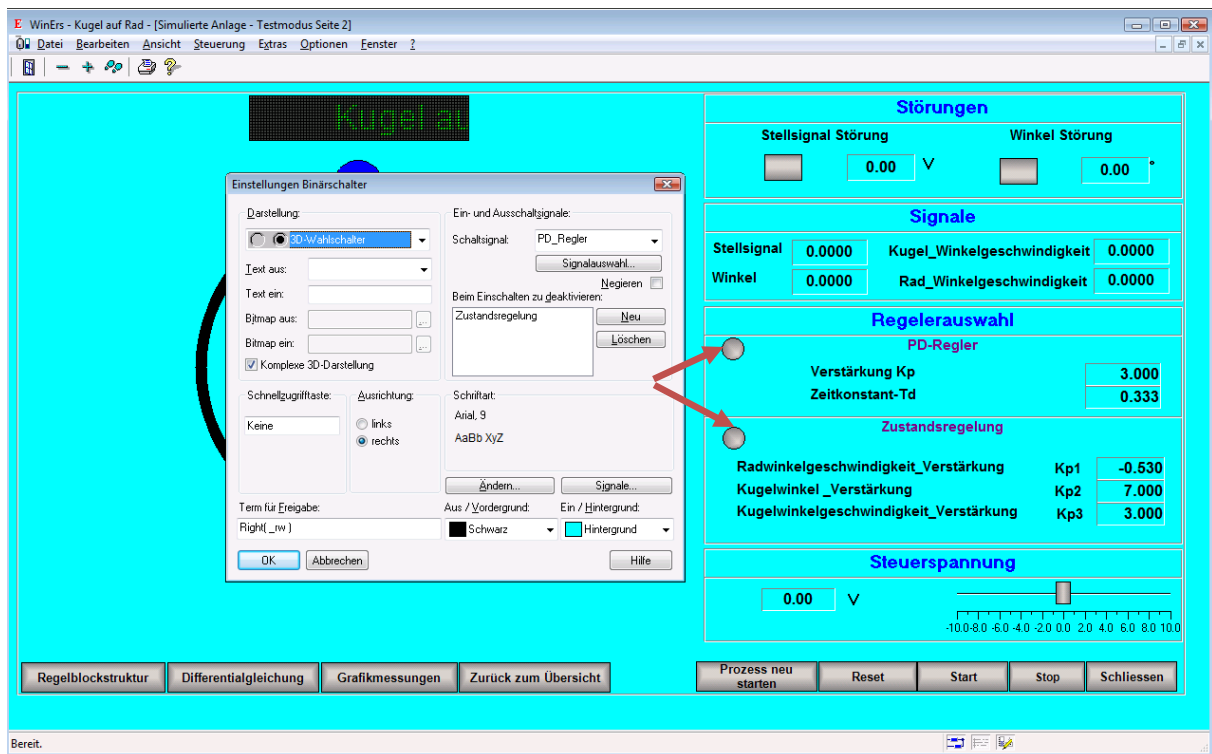 WinErs - Kugel auf Rad - [Simulierte Anlage - Testmodus Seite 2]
Datei Bearbeiten Ansicht Steuerung Extras Optionen Fenster ?
Kugel au
Störungen
Stellsignal Störung Winkel Störung
0.00 V 0.00 °
Signale
Stellsignal 0.0000 Kugel_Winkelgeschwindigkeit 0.0000
Winkel 0.0000 Rad_Winkelgeschwindigkeit 0.0000
Regelerauswahl
PD-Regler
Verstärkung Kp 3.000
Zeitkonstant-Td 0.333
Zustandsregelung
Radwinkelgeschwindigkeit_Verstärkung Kp1 -0.530
Kugelwinkel _Verstärkung Kp2 7.000
Kugelwinkelgeschwindigkeit_Verstärkung Kp3 3.000
Steuerspannung
0.00 V
-10.0 -8.0 -6.0 -4.0 -2.0 0.0 2.0 4.0 6.0 8.0 10.0
Einstellungen Binärschalter
Darstellung:
3D-Wahlschalter
Text aus:
Text ein:
Bitmap aus: ...
Bitmap ein: ...
Komplexe 3D-Darstellung
Ein- und Ausschaltsignale:
Schaltsignal: PD_Regler
Signalauswahl...
Negieren
Beim Einschalten zu deaktivieren:
Zustandsregelung
Neu
Löschen
Schnellzugrifftaste:
Keine
Ausrichtung:
links
rechts
Schriftart:
Arial, 9
AaBb XyZ
Ändern... Signale...
Term für Freigabe:
Right( _rw )
Aus / Vordergrund: Ein / Hintergrund:
Schwarz Hintergrund
OK Abbrechen Hilfe
Regelblockstruktur Differentialgleichung Grafikmessungen Zurück zum Übersicht
Prozess neu starten Reset Start Stop Schliessen
Bereit.